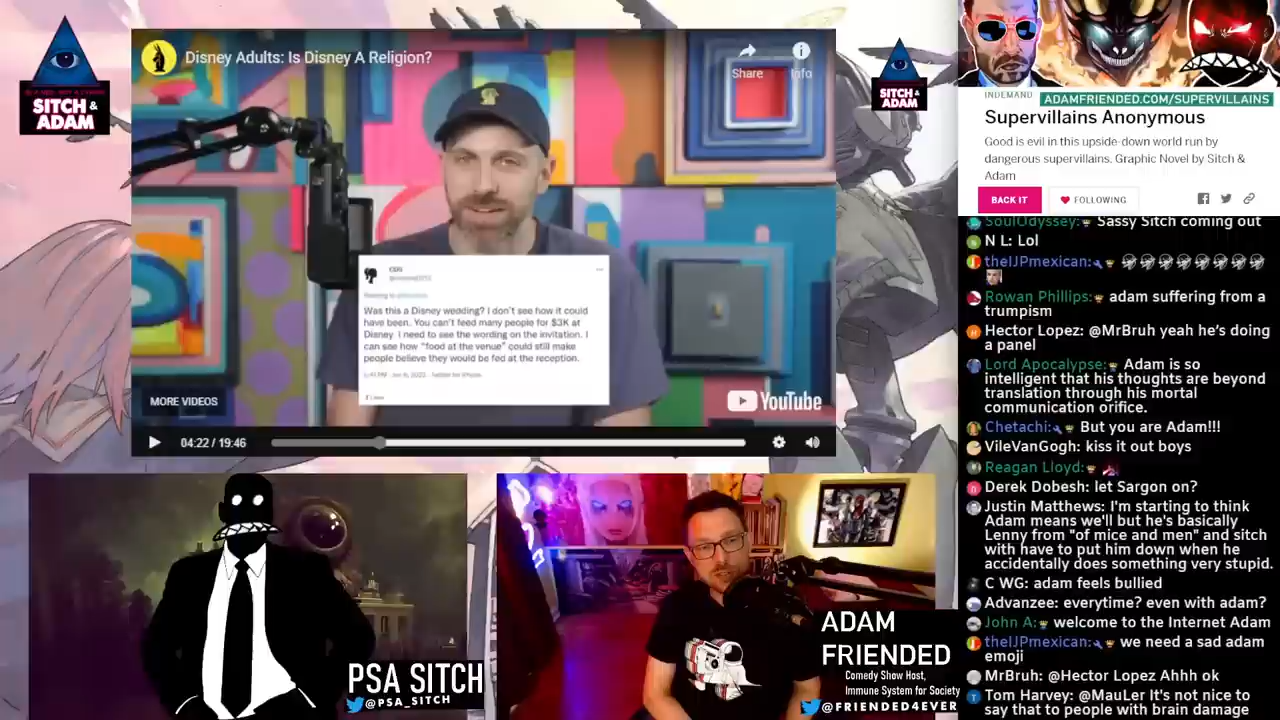 SITCH &
ADAM
Disney Adults: Is Disney A Religion?
Share
Info
SITCH &
ADAM
Was this a Disney wedding? I don't see how it could
have been. You can't feed many people for $3K at
Disney. I need to see the wording on the invitation. I
can see how "food at the venue" could still make
people believe they would be fed at the reception.
MORE VIDEOS
YouTube
04:22 / 19:46
INDEMAND
ADAMFRIENDED.COM/SUPERVILLAINS
Supervillains Anonymous
Good is evil in this upside-down world run by
dangerous supervillains. Graphic Novel by Sitch &
Adam
BACK IT
FOLLOWING
SoulOdyssey: Sassy Sitch coming out
N L: Lol
theIJPmexican:
Rowan Phillips: adam suffering from a
trumpism
Hector Lopez: @MrBruh yeah he's doing
a panel
Lord Apocalypse: Adam is so
intelligent that his thoughts are beyond
translation through his mortal
communication orifice.
Chetachi: But you are Adam!!!
VileVanGogh: kiss it out boys
Reagan Lloyd:
Derek Dobesh: let Sargon on?
Justin Matthews: I'm starting to think
Adam means we'll but he's basically
Lenny from "of mice and men" and sitch
with have to put him down when he
accidentally does something very stupid.
C WG: adam feels bullied
Advanzee: everytime? even with adam?
John A: welcome to the Internet Adam
theIJPmexican: we need a sad adam
emoji
MrBruh: @Hector Lopez Ahhh ok
Tom Harvey: @MauLer It's not nice to
say that to people with brain damage
PSA SITCH
@PSA_SITCH
ADAM
FRIENDED
Comedy Show Host,
Immune System for Society
@FRIENDED4EVER